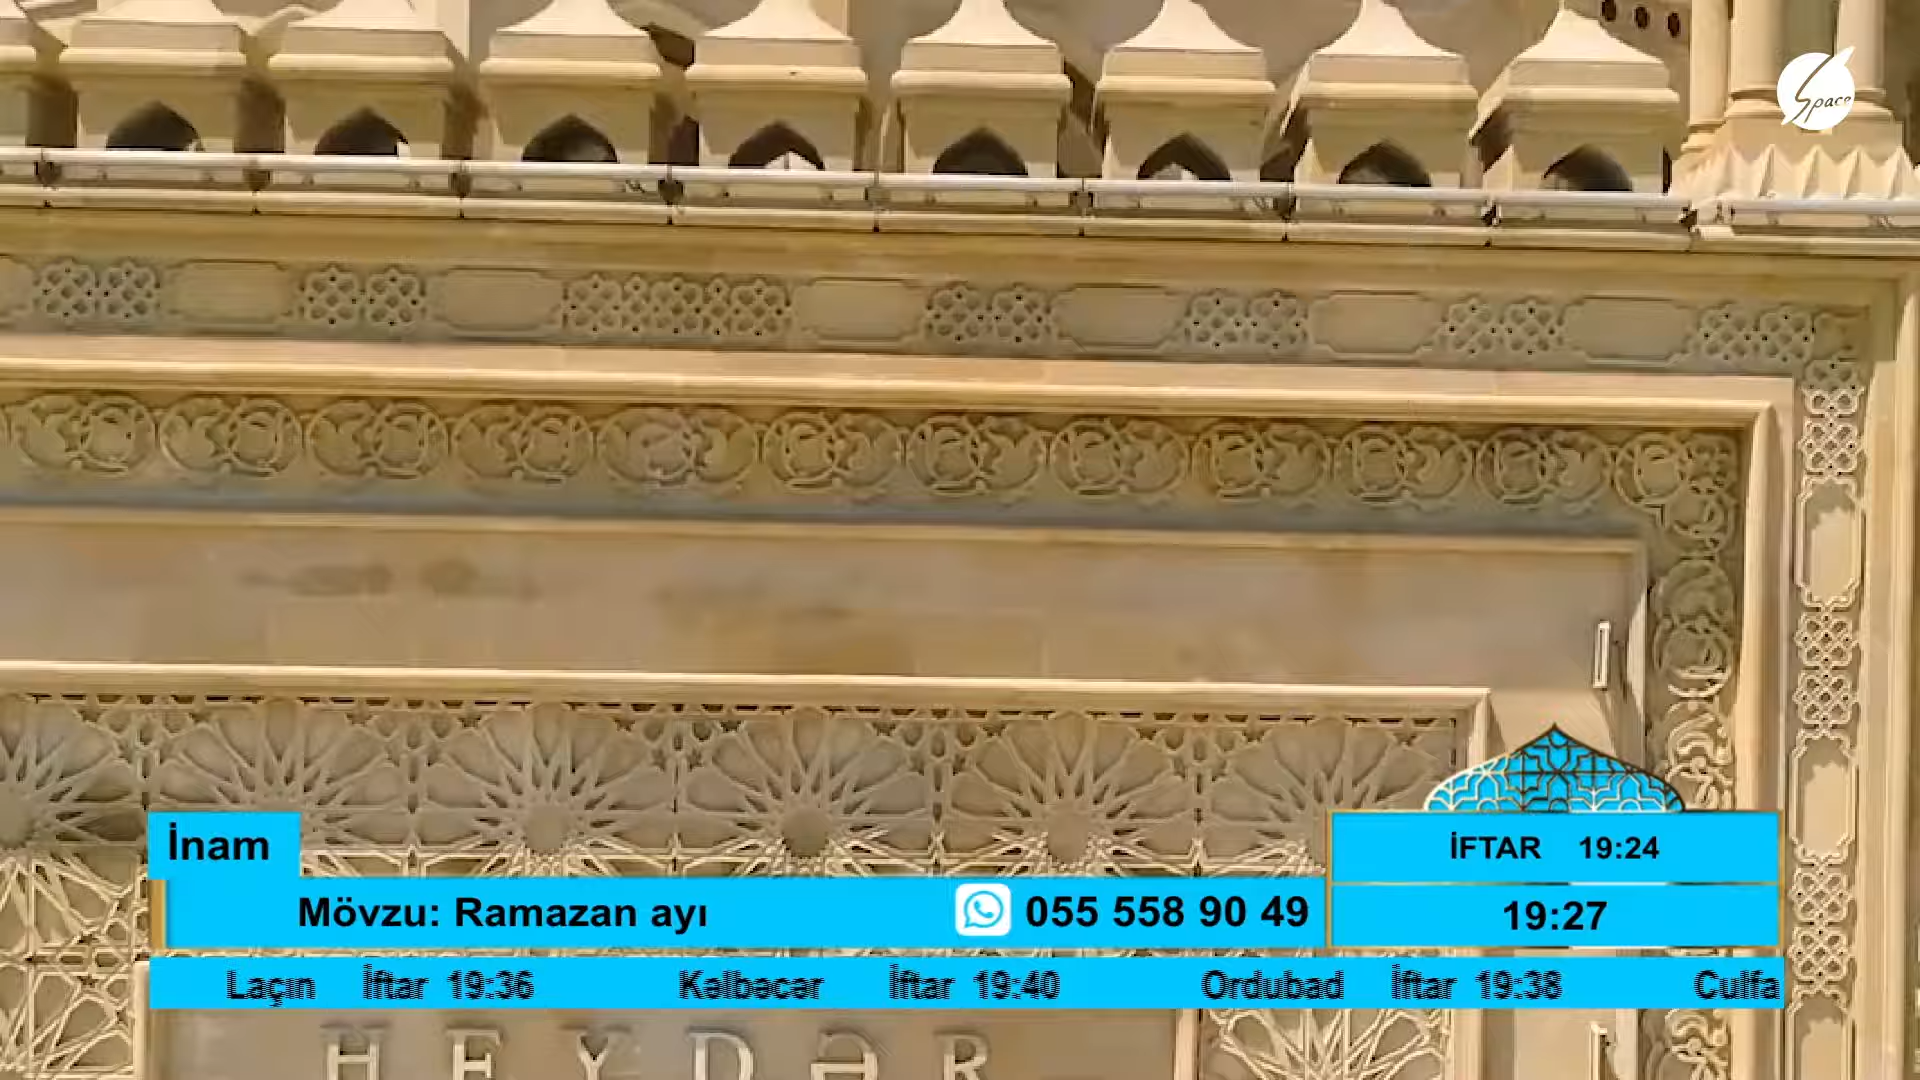 Space
İnam
İFTAR 19:24
Mövzu: Ramazan ayı
055 558 90 49
19:27
Laçın İftar 19:36 Kəlbəcər İftar 19:40 Ordubad İftar 19:38 Culfa
HEYDƏR